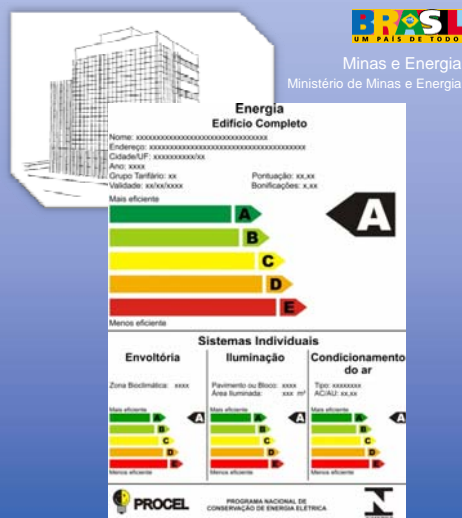 BRASIL
UM PAÍS DE TODO
Minas e Energia
Ministério de Minas e Energia
Energia
Edifício Completo
Nome: xxxxxxxxxxxxxxxxxxxxxxxxxxxxxxxx
Endereço: xxxxxxxxxxxxxxxxxxxxxxxxxxxxxxxxxxxxxx
Cidade/UF: xxxxxxxxxx/xx
Ano: xxxx
Grupo Tarifário: xx Pontuação: xx,xx
Validade: xx/xx/xxxx Bonificações: x,xx
Mais eficiente
A
A
B
C
D
E
Menos eficiente
Sistemas Individuais
Envoltória
Zona Bioclimática: xxxx
Mais eficiente
A A
B
C
D
E
Menos eficiente
Iluminação
Pavimento ou Bloco: xxxx
Área Iluminada: xxx m²
Mais eficiente
A A
B
C
D
E
Menos eficiente
Condicionamento
do ar
Tipo: xxxxxxxx
AC/AU: xx,xx
Mais eficiente
A A
B
C
D
E
Menos eficiente
PROCEL
PROGRAMA NACIONAL DE
CONSERVAÇÃO DE ENERGIA ELÉTRICA